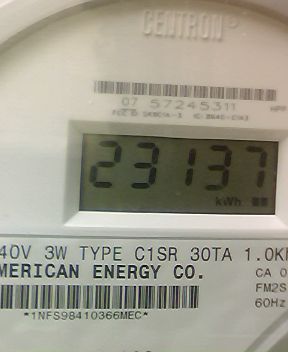 CENTRON®
07 57245311
23137
kWh
40V 3W TYPE C1SR 30TA 1.0K
MERICAN ENERGY CO.
CA 0
FM2S
60Hz
*1NFS98410366MEC*